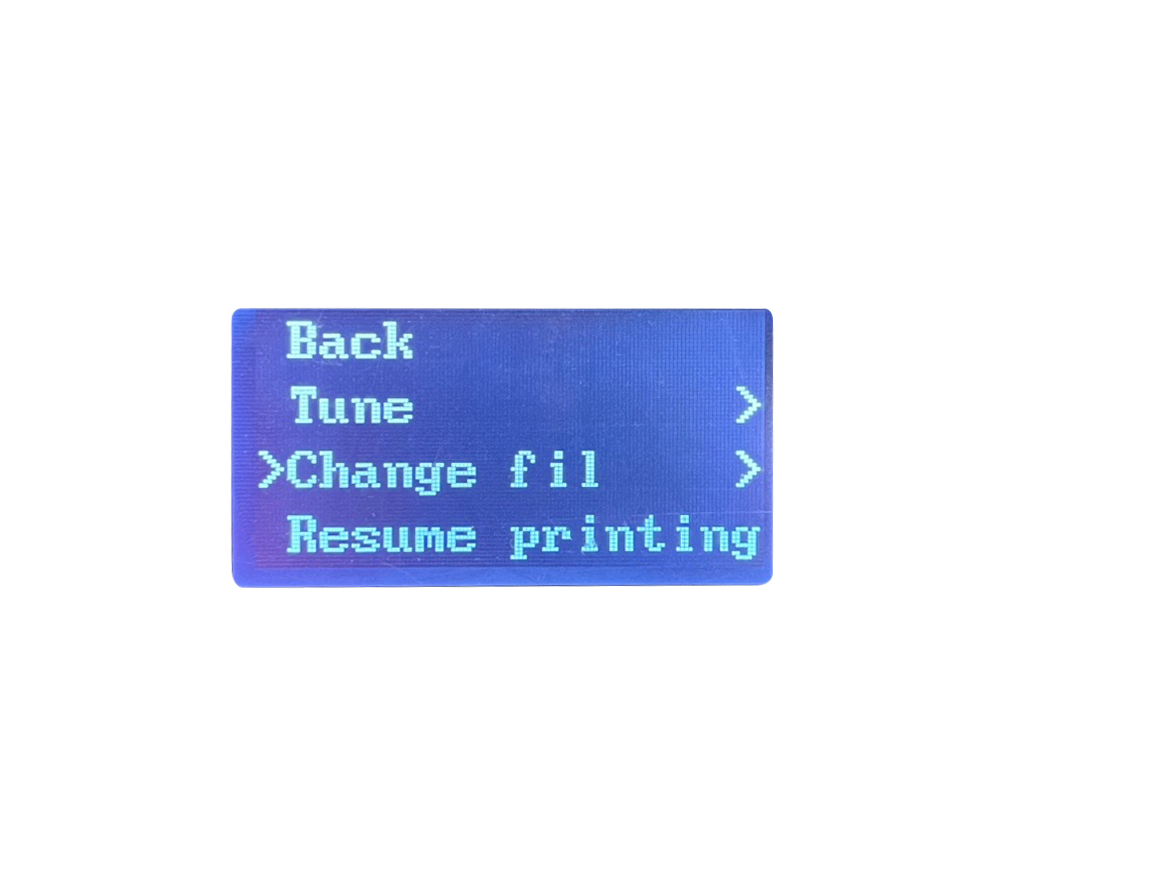 Back
Tune >
>Change fil >
Resume printing